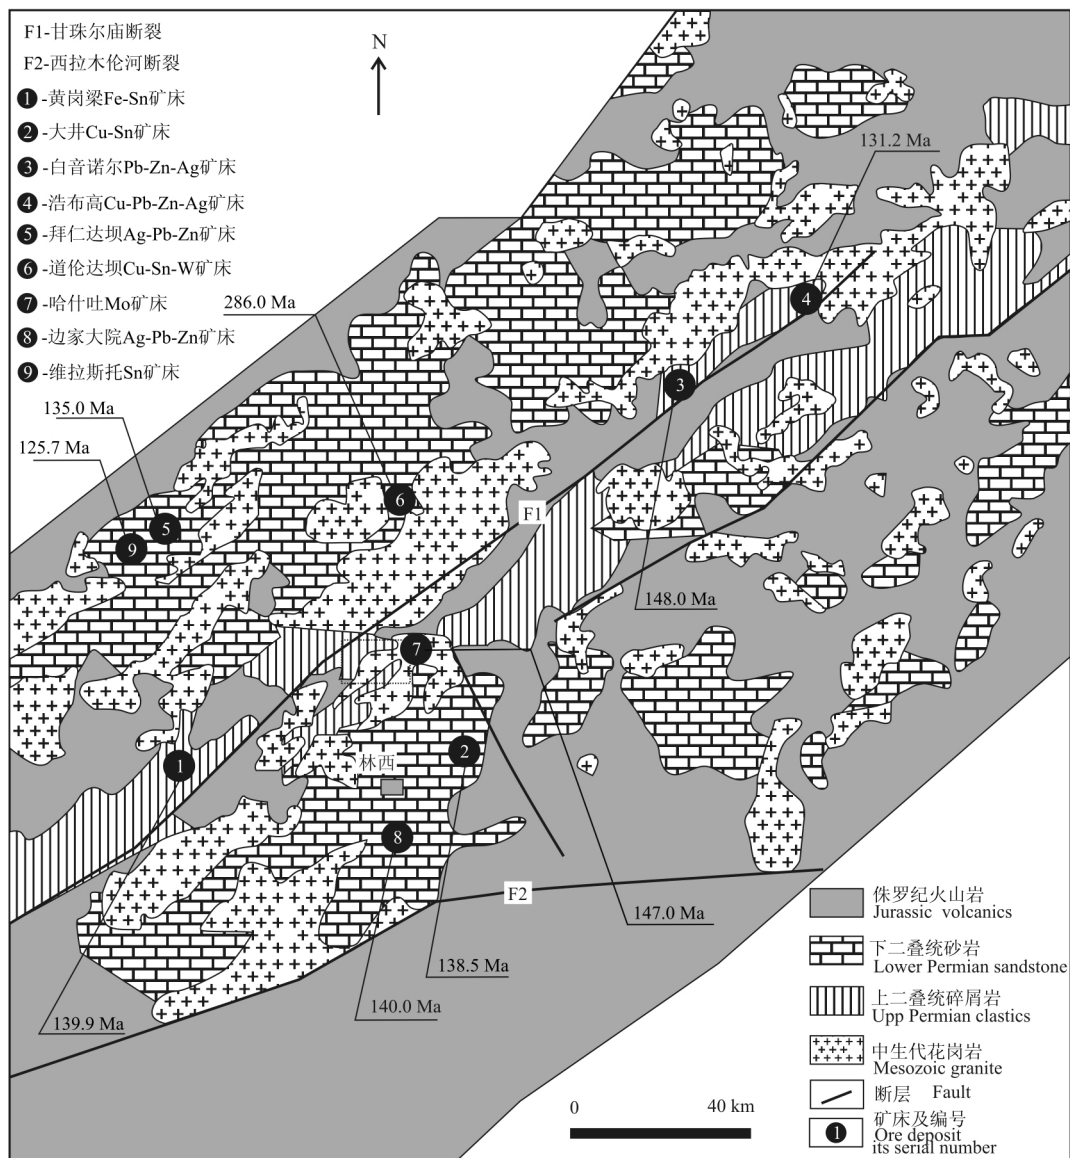 F1-甘珠尔庙断裂
F2-西拉木伦河断裂
1-黄岗梁Fe-Sn矿床
2-大井Cu-Sn矿床
3-白音诺尔Pb-Zn-Ag矿床
4-浩布高Cu-Pb-Zn-Ag矿床
5-拜仁达坝Ag-Pb-Zn矿床
6-道伦达坝Cu-Sn-W矿床
7-哈什吐Mo矿床
8-边家大院Ag-Pb-Zn矿床
9-维拉斯托Sn矿床
N
131.2 Ma
286.0 Ma
135.0 Ma
125.7 Ma
4
3
6
F1
5
9
148.0 Ma
7
2
林西
1
8
F2
147.0 Ma
138.5 Ma
140.0 Ma
139.9 Ma
侏罗纪火山岩
Jurassic volcanics
下二叠统砂岩
Lower Permian sandstone
上二叠统碎屑岩
Upp Permian clastics
中生代花岗岩
Mesozoic granite
断层 Fault
矿床及编号
1 Ore deposit
its serial number
0 40 km